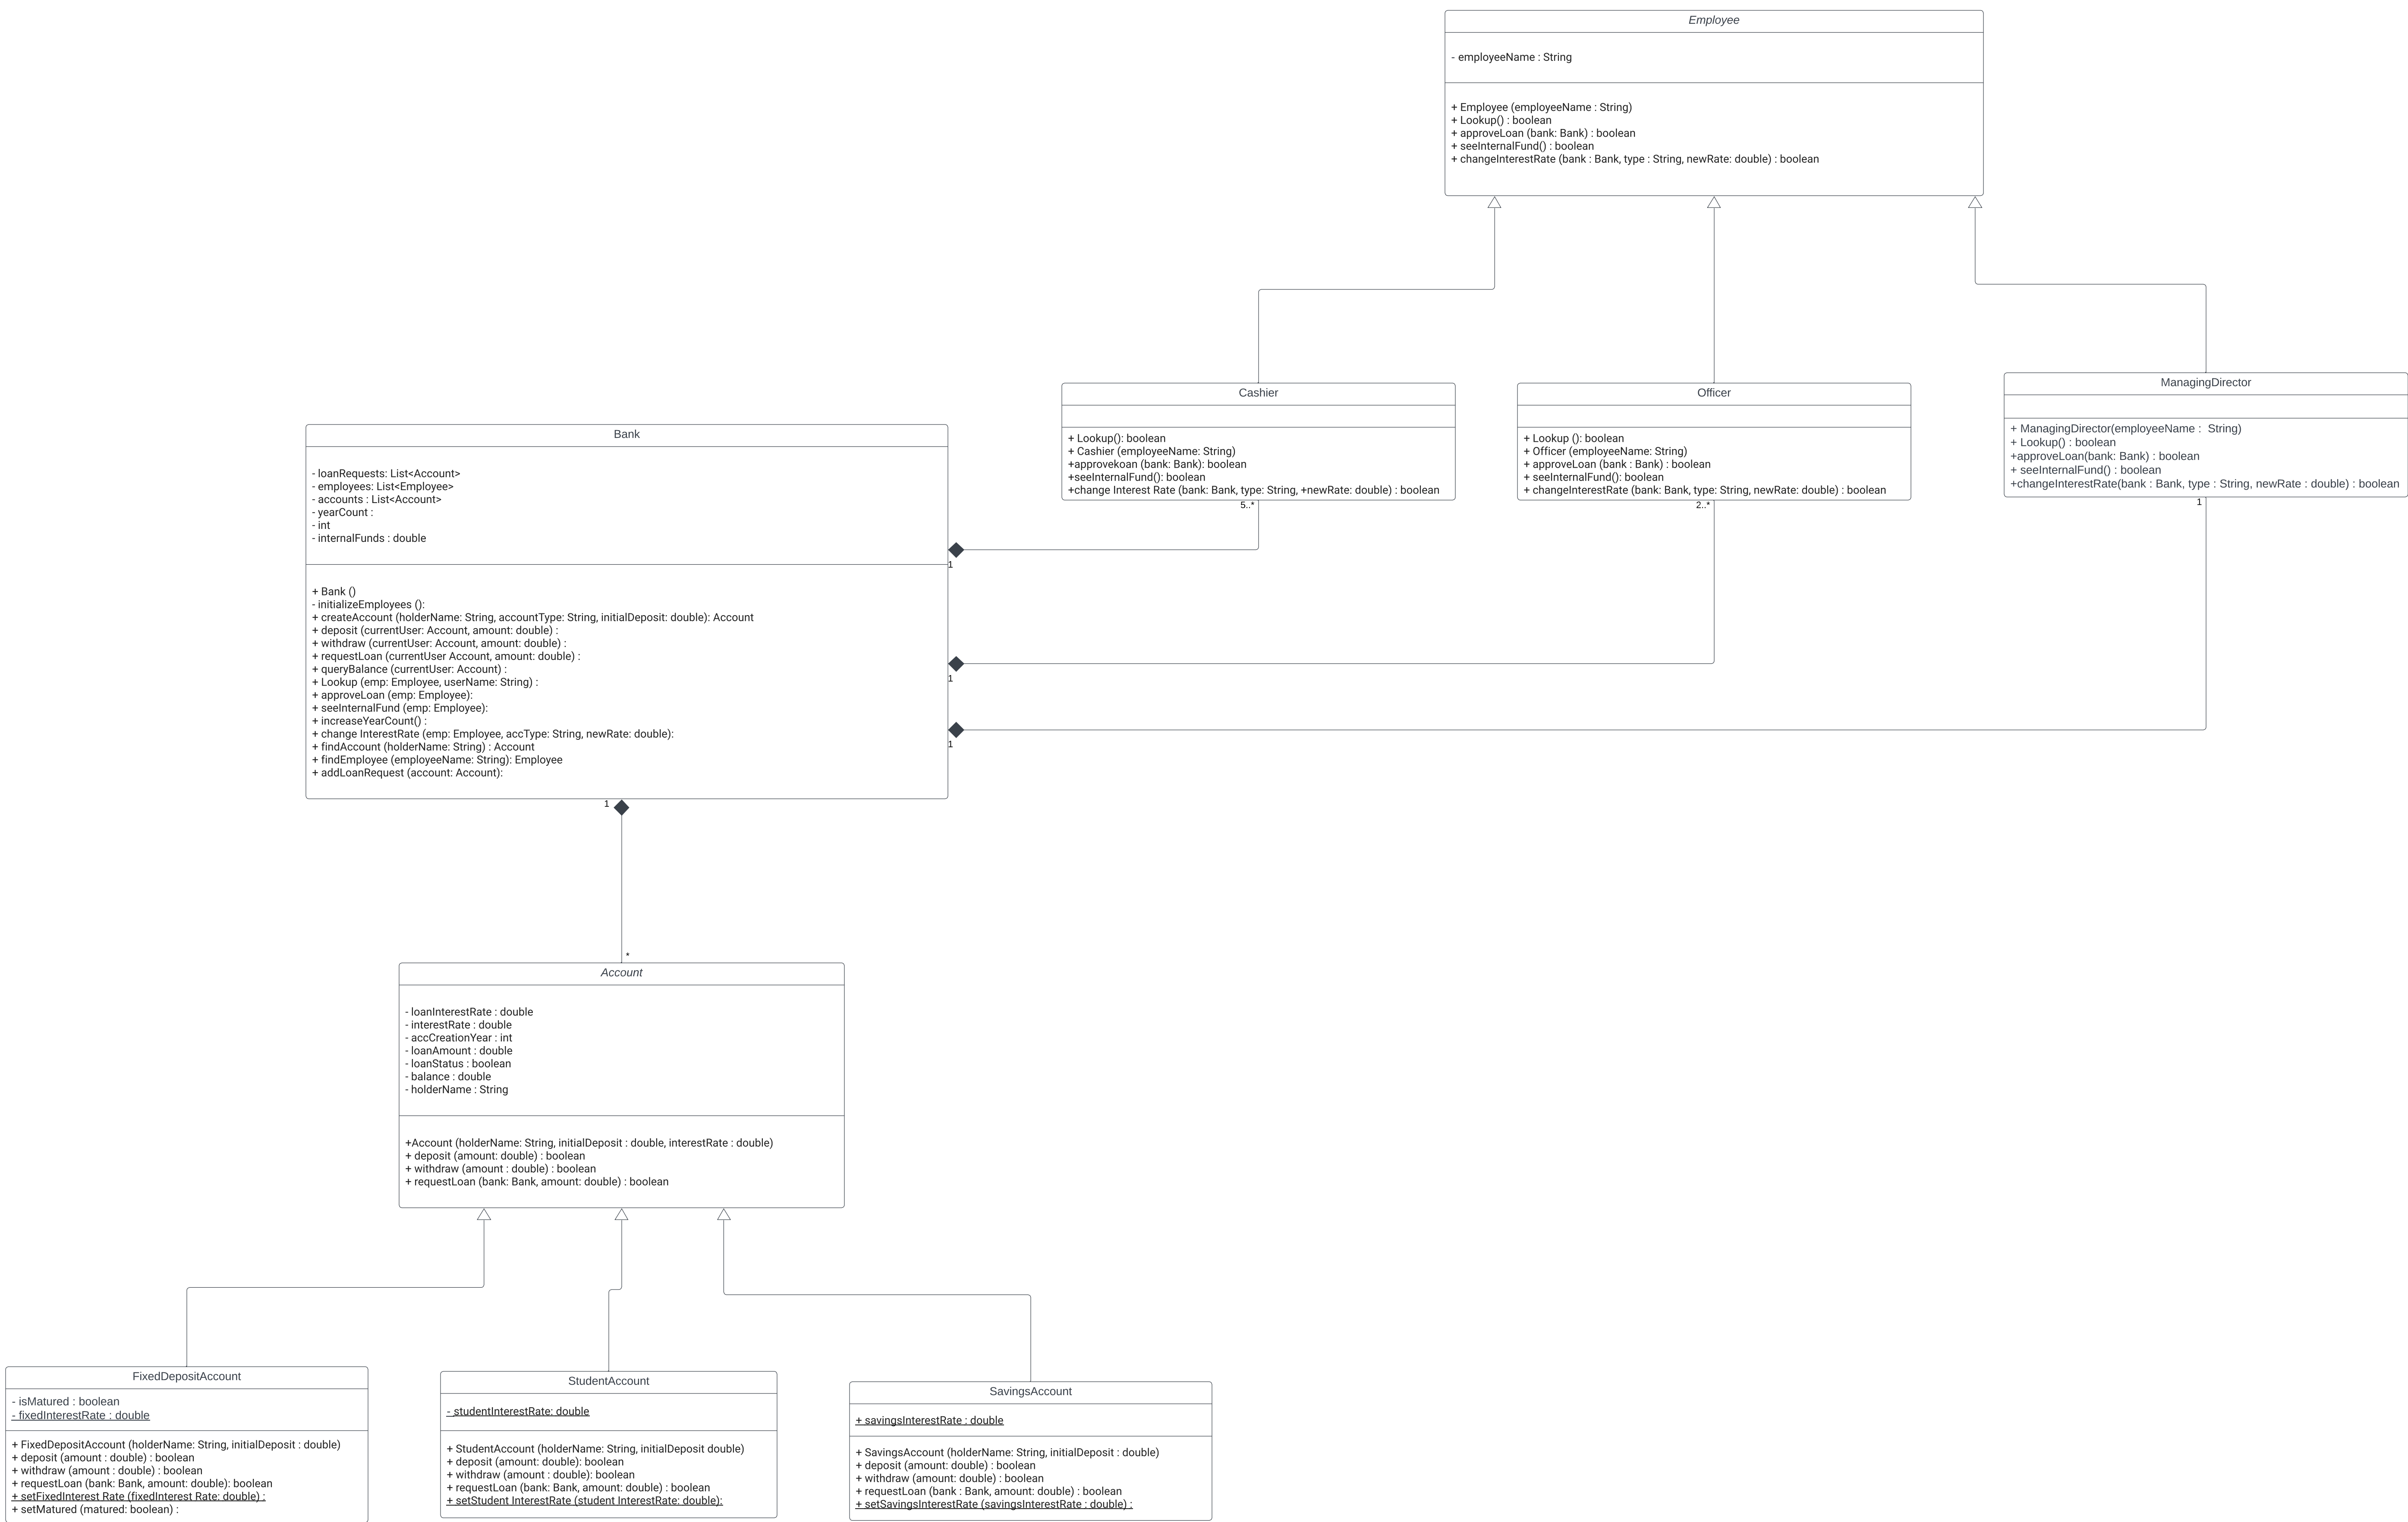 Employee
- employeeName : String
+ Employee (employeeName : String)
+ Lookup() : boolean
+ approveLoan (bank: Bank) : boolean
+ seeInternalFund() : boolean
+ changeInterestRate (bank : Bank, type : String, newRate: double) : boolean
Cashier
+ Lookup(): boolean
+ Cashier (employeeName: String)
+approvekoan (bank: Bank): boolean
+seeInternalFund(): boolean
+change Interest Rate (bank: Bank, type: String, +newRate: double) : boolean
5..*
Officer
+ Lookup (): boolean
+ Officer (employeeName: String)
+ approveLoan (bank : Bank) : boolean
+ seeInternalFund(): boolean
+ changeInterestRate (bank: Bank, type: String, newRate: double) : boolean
2..*
ManagingDirector
+ ManagingDirector(employeeName :  String)
+ Lookup() : boolean
+approveLoan(bank: Bank) : boolean
+ seeInternalFund() : boolean
+changeInterestRate(bank : Bank, type : String, newRate : double) : boolean
1
Bank
- loanRequests: List<Account>
- employees: List<Employee>
- accounts : List<Account>
- yearCount :
- int
- internalFunds : double
+ Bank ()
- initializeEmployees ():
+ createAccount (holderName: String, accountType: String, initialDeposit: double): Account
+ deposit (currentUser: Account, amount: double) :
+ withdraw (currentUser: Account, amount: double) :
+ requestLoan (currentUser Account, amount: double) :
+ queryBalance (currentUser: Account) :
+ Lookup (emp: Employee, userName: String) :
+ approveLoan (emp: Employee):
+ seeInternalFund (emp: Employee):
+ increaseYearCount() :
+ change InterestRate (emp: Employee, accType: String, newRate: double):
+ findAccount (holderName: String) : Account
+ findEmployee (employeeName: String): Employee
+ addLoanRequest (account: Account):
1
1
1
1
*
Account
- loanInterestRate : double
- interestRate : double
- accCreationYear : int
- loanAmount : double
- loanStatus : boolean
- balance : double
- holderName : String
+Account (holderName: String, initialDeposit : double, interestRate : double)
+ deposit (amount: double) : boolean
+ withdraw (amount : double) : boolean
+ requestLoan (bank: Bank, amount: double) : boolean
FixedDepositAccount
- isMatured : boolean
- fixedInterestRate : double
+ FixedDepositAccount (holderName: String, initialDeposit : double)
+ deposit (amount : double) : boolean
+ withdraw (amount : double) : boolean
+ requestLoan (bank: Bank, amount: double): boolean
+ setFixedInterest Rate (fixedInterest Rate: double) :
+ setMatured (matured: boolean) :
StudentAccount
- studentInterestRate: double
+ StudentAccount (holderName: String, initialDeposit double)
+ deposit (amount: double): boolean
+ withdraw (amount : double): boolean
+ requestLoan (bank: Bank, amount: double) : boolean
+ setStudent InterestRate (student InterestRate: double):
SavingsAccount
+ savingsInterestRate : double
+ SavingsAccount (holderName: String, initialDeposit : double)
+ deposit (amount: double) : boolean
+ withdraw (amount: double) : boolean
+ requestLoan (bank : Bank, amount: double) : boolean
+ setSavingsInterestRate (savingsInterestRate : double) :